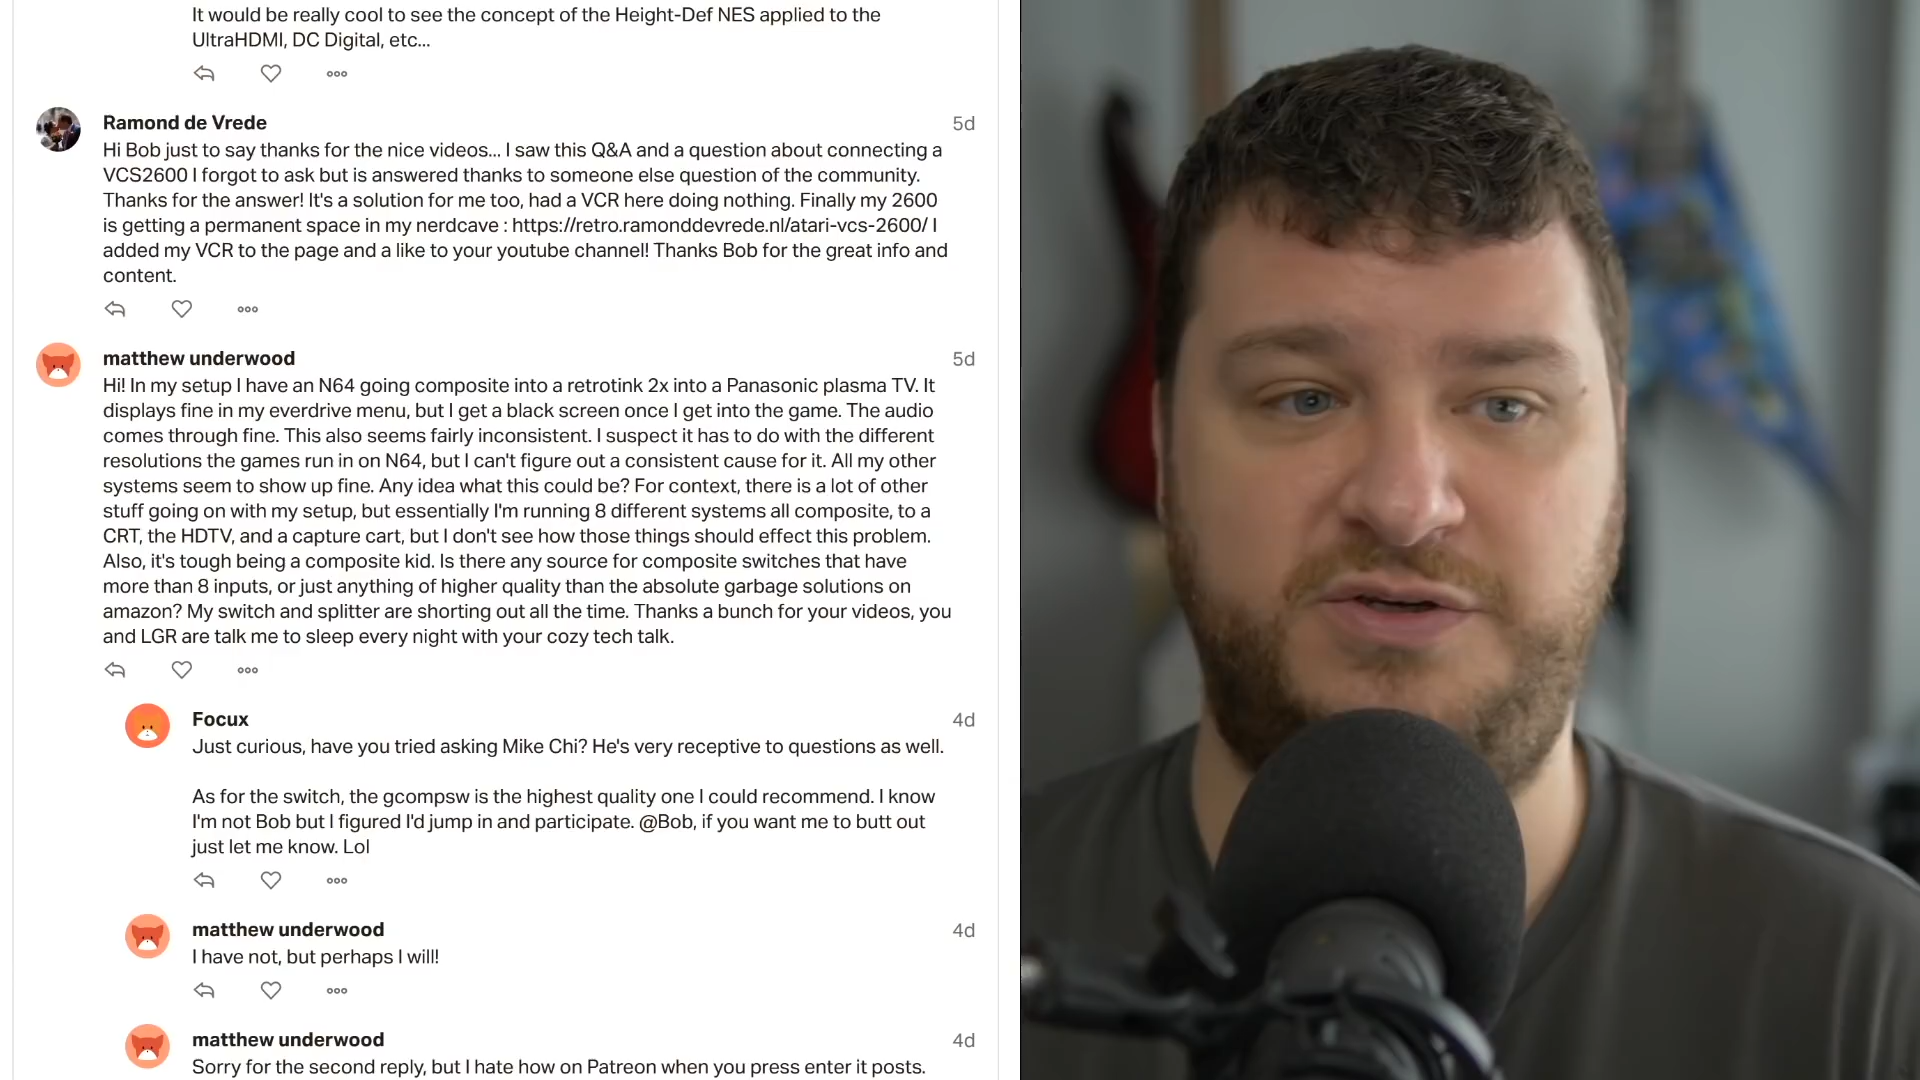 It would be really cool to see the concept of the Height-Def NES applied to the
UltraHDMI, DC Digital, etc...
Ramond de Vrede
5d
Hi Bob just to say thanks for the nice videos... I saw this Q&A and a question about connecting a
VCS2600 I forgot to ask but is answered thanks to someone else question of the community.
Thanks for the answer! It's a solution for me too, had a VCR here doing nothing. Finally my 2600
is getting a permanent space in my nerdcave : https://retro.ramonddevrede.nl/atari-vcs-2600/ I
added my VCR to the page and a like to your youtube channel! Thanks Bob for the great info and
content.
matthew underwood
5d
Hi! In my setup I have an N64 going composite into a retrotink 2x into a Panasonic plasma TV. It
displays fine in my everdrive menu, but I get a black screen once I get into the game. The audio
comes through fine. This also seems fairly inconsistent. I suspect it has to do with the different
resolutions the games run in on N64, but I can't figure out a consistent cause for it. All my other
systems seem to show up fine. Any idea what this could be? For context, there is a lot of other
stuff going on with my setup, but essentially I'm running 8 different systems all composite, to a
CRT, the HDTV, and a capture cart, but I don't see how those things should effect this problem.
Also, it's tough being a composite kid. Is there any source for composite switches that have
more than 8 inputs, or just anything of higher quality than the absolute garbage solutions on
amazon? My switch and splitter are shorting out all the time. Thanks a bunch for your videos, you
and LGR are talk me to sleep every night with your cozy tech talk.
Focux
4d
Just curious, have you tried asking Mike Chi? He's very receptive to questions as well.
As for the switch, the gcompsw is the highest quality one I could recommend. I know
I'm not Bob but I figured I'd jump in and participate. @Bob, if you want me to butt out
just let me know. Lol
matthew underwood
4d
I have not, but perhaps I will!
matthew underwood
4d
Sorry for the second reply, but I hate how on Patreon when you press enter it posts.